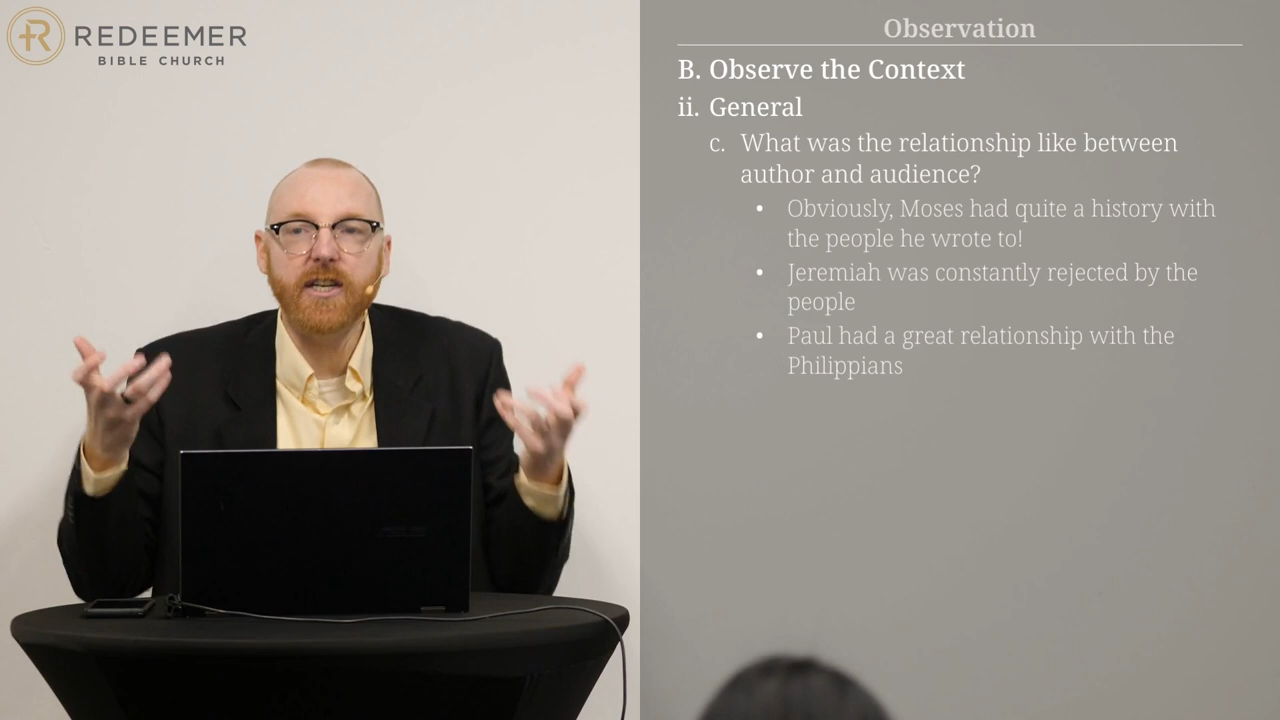 REDEEMER
BIBLE CHURCH
Observation
B. Observe the Context
ii. General
c. What was the relationship like between
author and audience?
• Obviously, Moses had quite a history with
the people he wrote to!
• Jeremiah was constantly rejected by the
people
• Paul had a great relationship with the
Philippians